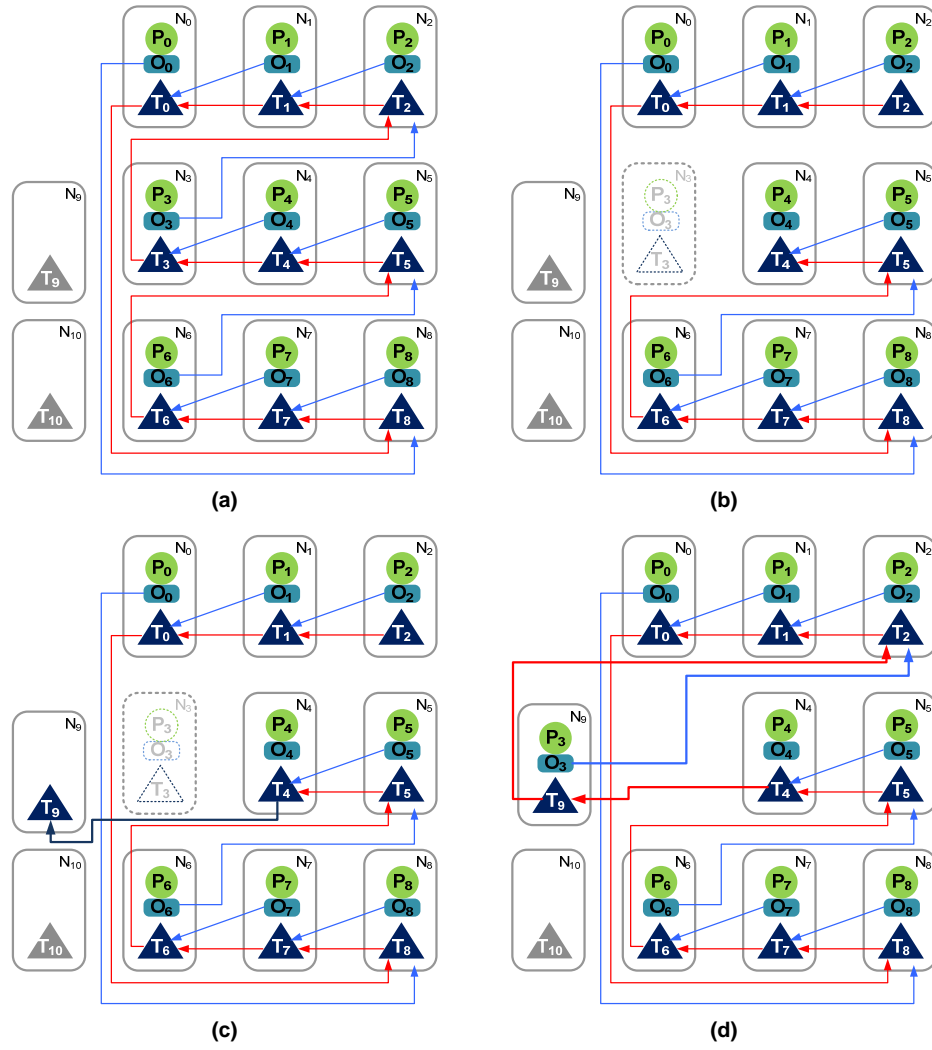 N0 N1 N2 N0 N1 N2
P0 P1 P2 P0 P1 P2
O0 O1 O2 O0 O1 O2
T0 T1 T2 T0 T1 T2
N9 N3 N4 N5 N9 N3 N4 N5
P3 P4 P5 P3 P4 P5
O3 O4 O5 O3 O4 O5
T9 T3 T4 T5 T9 T3 T4 T5
N10 N6 N7 N8 N10 N6 N7 N8
P6 P7 P8 P6 P7 P8
O6 O7 O8 O6 O7 O8
T10 T6 T7 T8 T10 T6 T7 T8
(a) (b)
N0 N1 N2 N0 N1 N2
P0 P1 P2 P0 P1 P2
O0 O1 O2 O0 O1 O2
T0 T1 T2 T0 T1 T2
N9 N3 N4 N5 N9 N4 N5
P3 P4 P5 P3 P4 P5
O3 O4 O5 O3 O4 O5
T9 T3 T4 T5 T9 T4 T5
N10 N6 N7 N8 N10 N6 N7 N8
P6 P7 P8 P6 P7 P8
O6 O7 O8 O6 O7 O8
T10 T6 T7 T8 T10 T6 T7 T8
(c) (d)